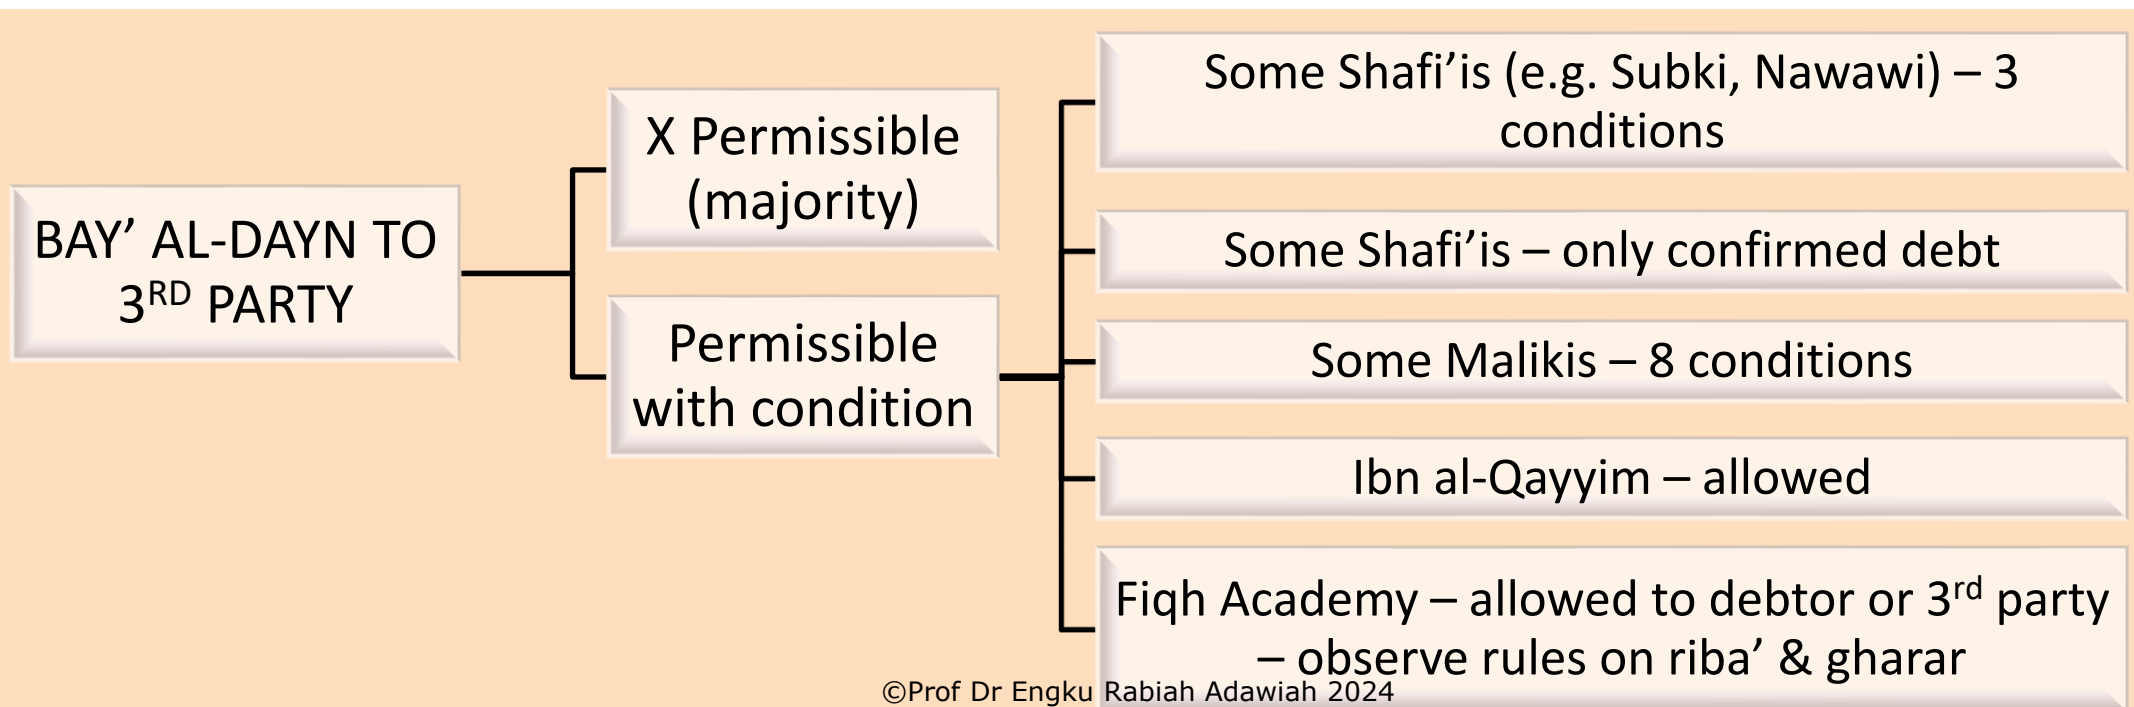 BAY’ AL-DAYN TO
3RD PARTY
X Permissible
(majority)
Permissible
with condition
Some Shafi’is (e.g. Subki, Nawawi) – 3
conditions
Some Shafi’is – only confirmed debt
Some Malikis – 8 conditions
Ibn al-Qayyim – allowed
Fiqh Academy – allowed to debtor or 3rd party
– observe rules on riba’ & gharar
©Prof Dr Engku Rabiah Adawiah 2024